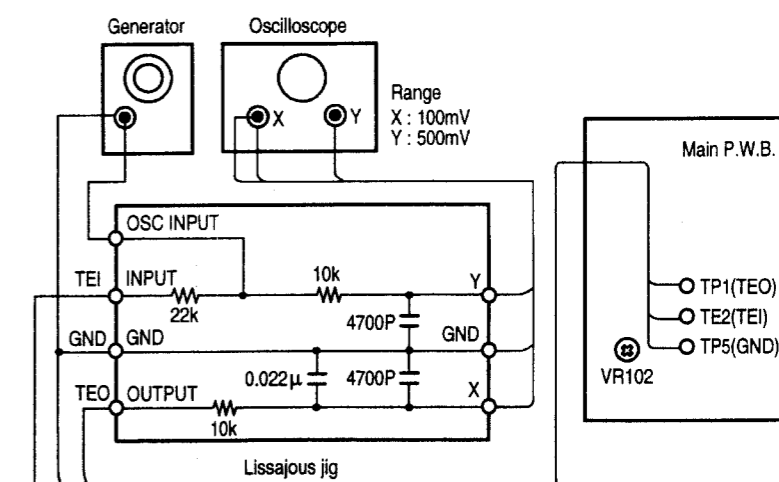 Generator
Oscilloscope
X
Y
Range
X : 100mV
Y : 500mV
Main P.W.B.
OSC INPUT
TEI
INPUT
22k
10k
Y
4700P
GND
GND
GND
0.022μ
4700P
TEO
OUTPUT
10k
X
Lissajous jig
TP1(TEO)
TE2(TEI)
TP5(GND)
VR102